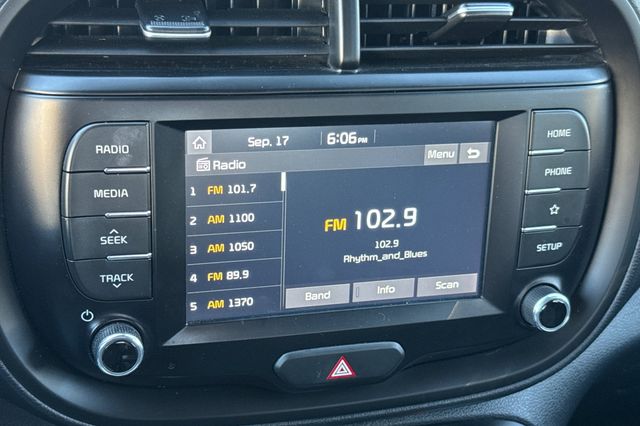 RADIO
MEDIA
SEEK
TRACK
Sep. 17 6:06 PM
Radio Menu
1 FM 101.7
2 AM 1100
3 AM 1050
4 FM 89.9
5 AM 1370
FM 102.9
102.9
Rhythm_and_Blues
Band Info Scan
HOME
PHONE
SETUP